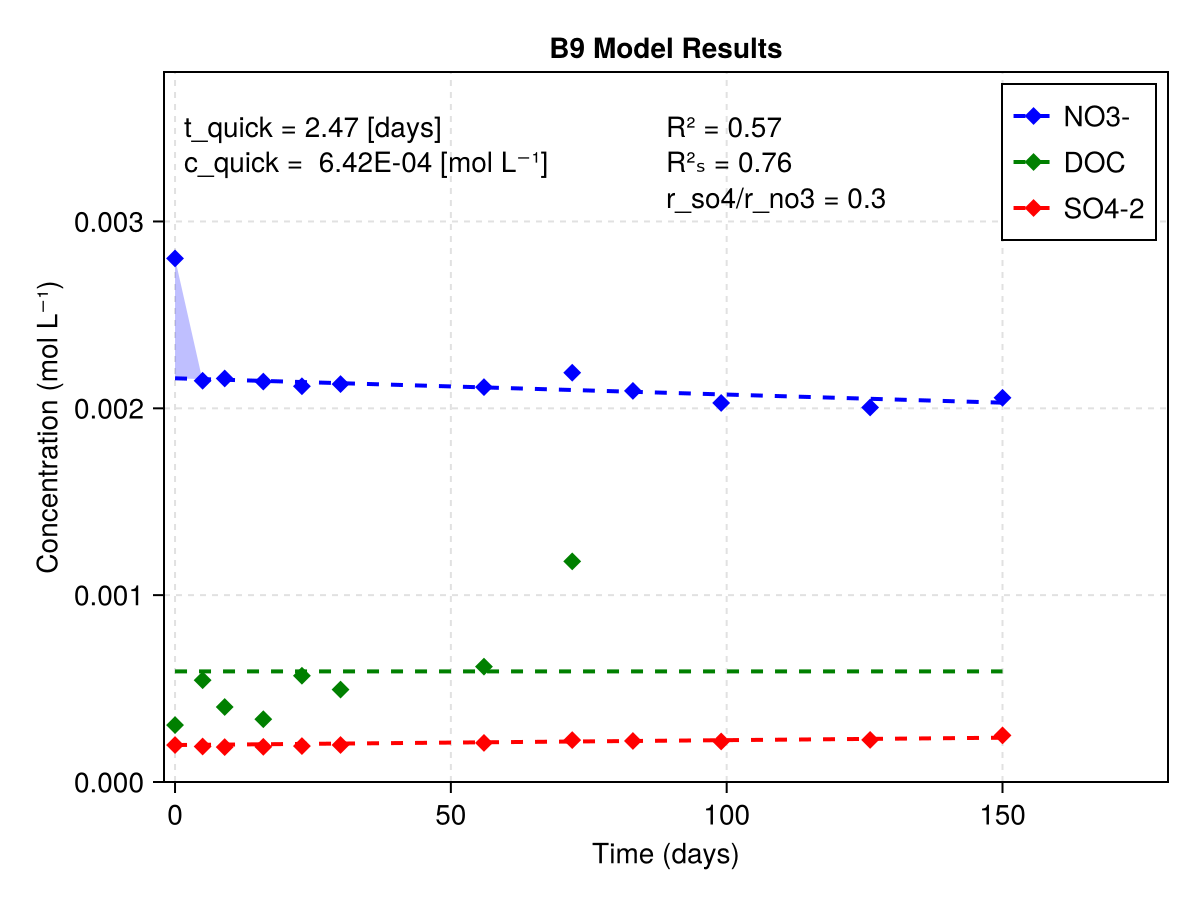 B9 Model Results
t_quick = 2.47 [days]
c_quick =  6.42E-04 [mol L⁻¹]
R² = 0.57
R²ₛ = 0.76
r_so4/r_no3 = 0.3
NO3-
DOC
SO4-2
Concentration (mol L⁻¹)
0.003
0.002
0.001
0.000
0
50
100
150
Time (days)